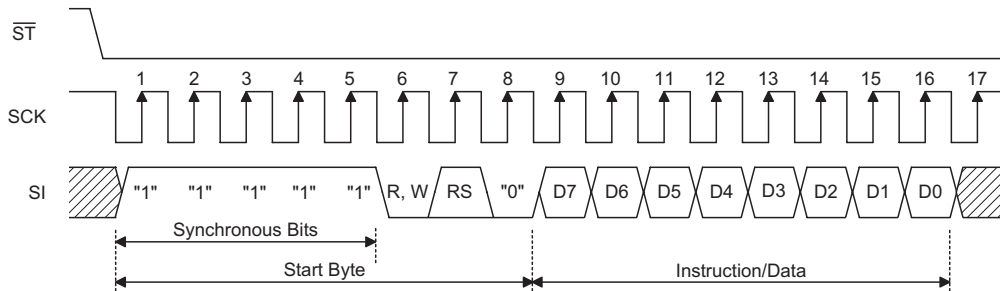 ST
1 2 3 4 5 6 7 8 9 10 11 12 13 14 15 16 17
SCK
SI "1" "1" "1" "1" "1" R, W RS "0" D7 D6 D5 D4 D3 D2 D1 D0
Synchronous Bits
Start Byte Instruction/Data